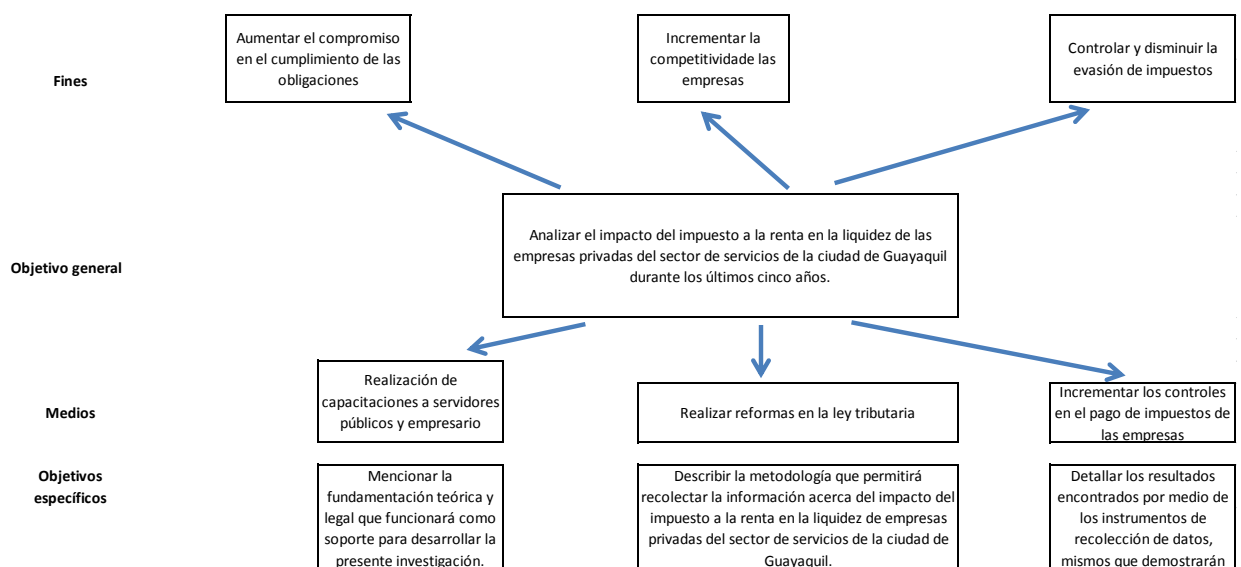 Fines
Aumentar el compromiso
en el cumplimiento de las
obligaciones
Incrementar la
competitividade las
empresas
Controlar y disminuir la
evasión de impuestos
Objetivo general
Analizar el impacto del impuesto a la renta en la liquidez de las
empresas privadas del sector de servicios de la ciudad de Guayaquil
durante los últimos cinco años.
Medios
Realización de
capacitaciones a servidores
públicos y empresario
Realizar reformas en la ley tributaria
Incrementar los controles
en el pago de impuestos de
las empresas
Objetivos
específicos
Mencionar la
fundamentación teórica y
legal que funcionará como
soporte para desarrollar la
presente investigación.
Describir la metodología que permitirá
recolectar la información acerca del impacto del
impuesto a la renta en la liquidez de empresas
privadas del sector de servicios de la ciudad de
Guayaquil.
Detallar los resultados
encontrados por medio de
los instrumentos de
recolección de datos,
mismos que demostrarán